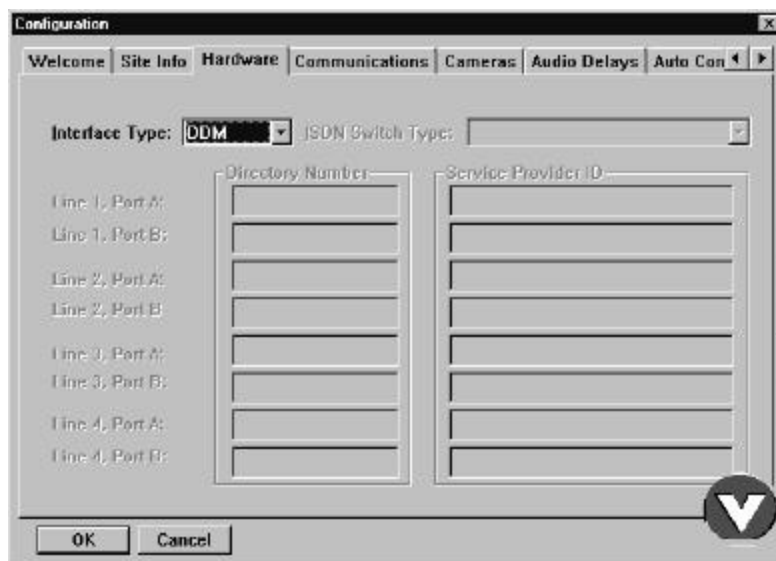 Configuration
Welcome Site Info Hardware Communications Cameras Audio Delays Auto Con
Interface Type: DDM ISDN Switch Type:
Directory Number Service Provider ID
Line 1, Port A:
Line 1, Port B:
Line 2, Port A:
Line 2, Port B
Line 3, Port A:
Line 3, Port B:
Line 4, Port A:
Line 4, Port B:
OK Cancel
V